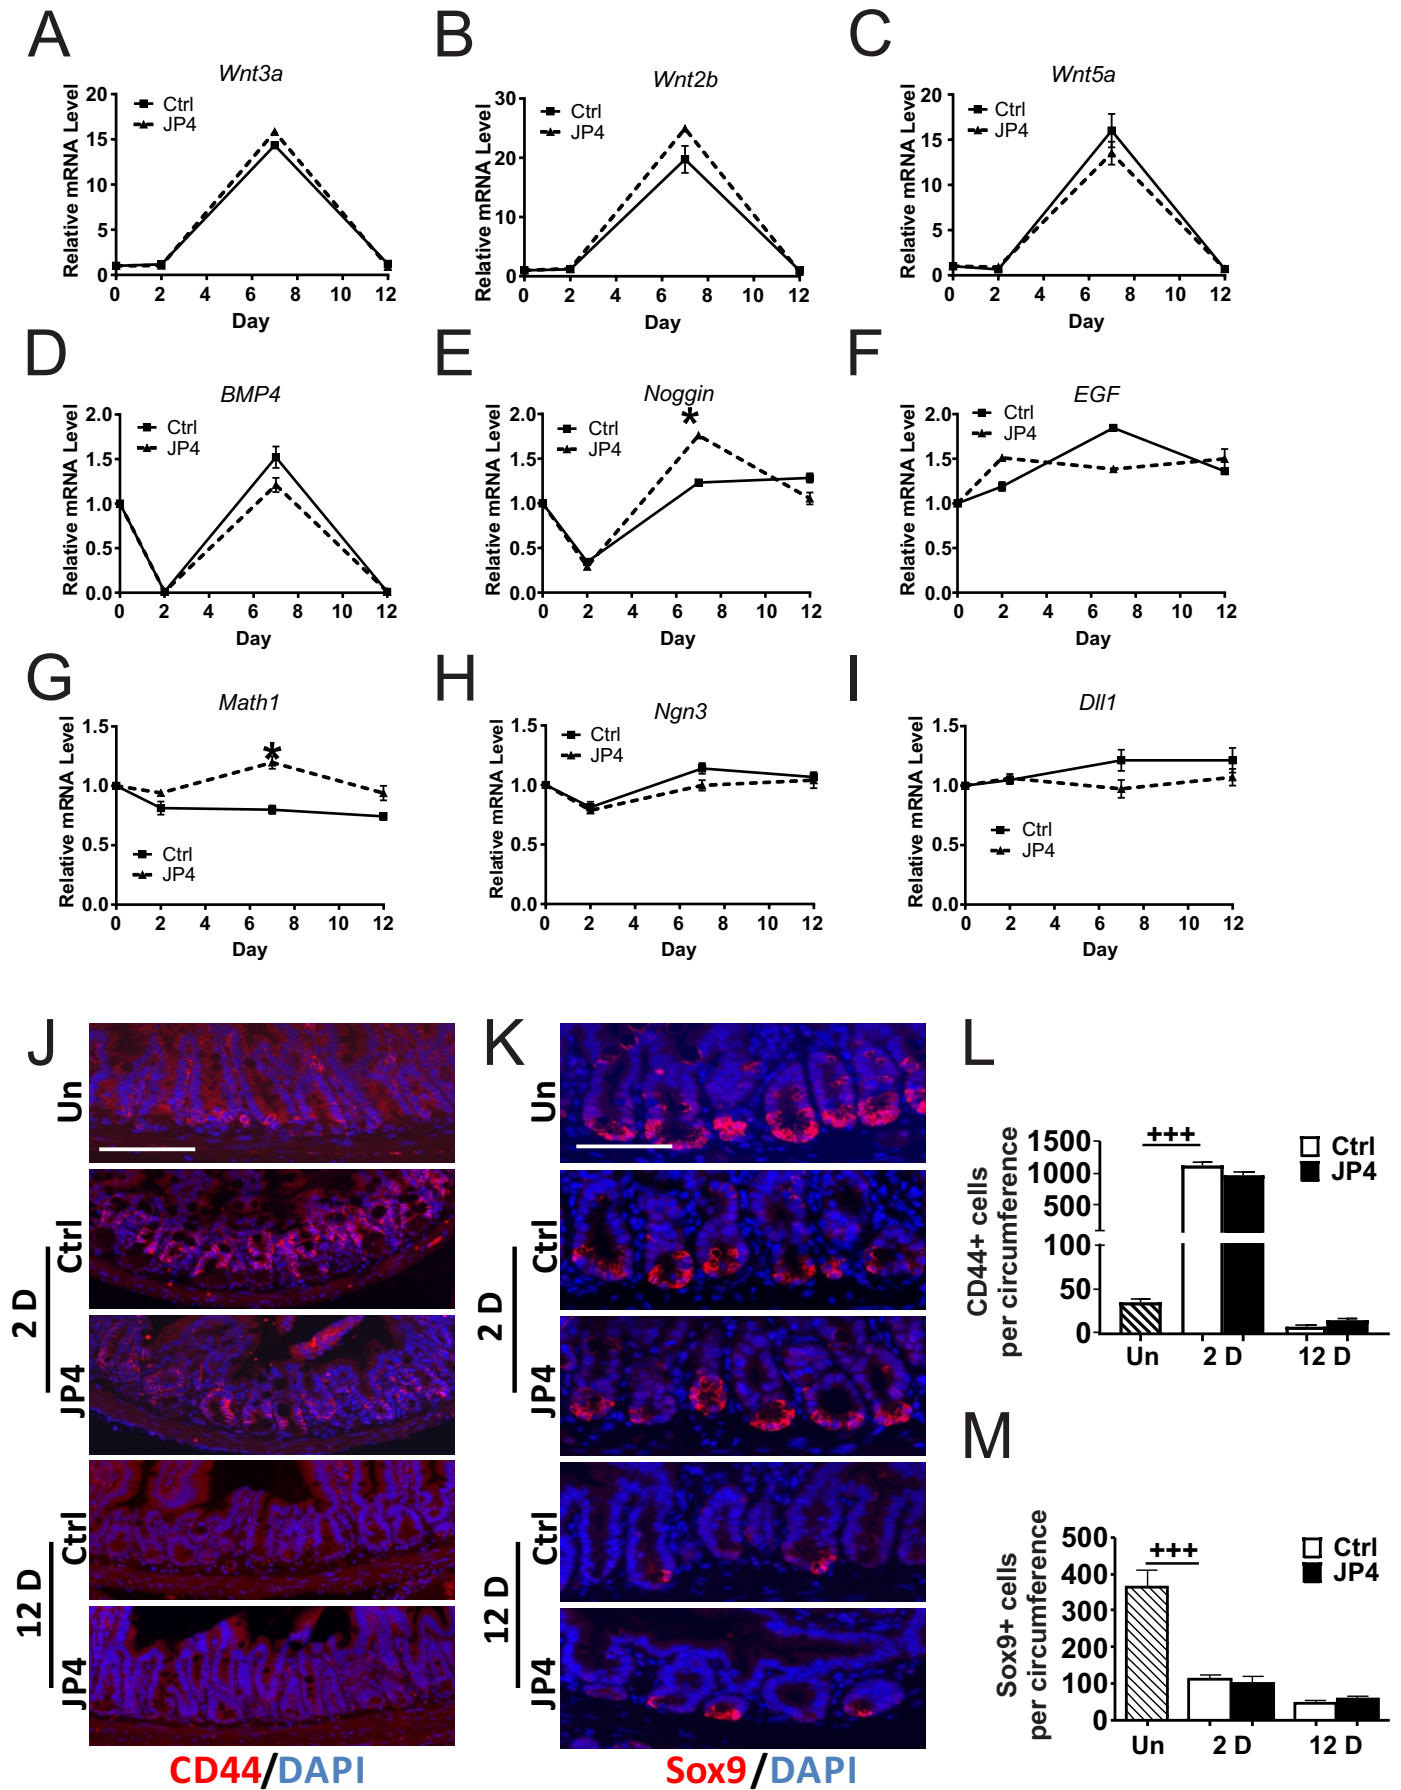 A
B
C
Wnt3a
Wnt2b
Wnt5a
Relative mRNA Level
20
15
10
5
0
Ctrl
JP4
0 2 4 6 8 10 12
Day
Relative mRNA Level
30
20
10
0
Ctrl
JP4
0 2 4 6 8 10 12
Day
Relative mRNA Level
20
15
10
5
0
Ctrl
JP4
0 2 4 6 8 10 12
Day
D
E
F
BMP4
Noggin
EGF
Relative mRNA Level
2.0
1.5
1.0
0.5
0.0
Ctrl
JP4
0 2 4 6 8 10 12
Day
Relative mRNA Level
2.0
1.5
1.0
0.5
0.0
Ctrl
JP4
*
0 2 4 6 8 10 12
Day
Relative mRNA Level
2.0
1.5
1.0
0.5
0.0
Ctrl
JP4
0 2 4 6 8 10 12
Day
G
H
I
Math1
Ngn3
Dll1
Relative mRNA Level
1.5
1.0
0.5
0.0
*
Ctrl
JP4
0 2 4 6 8 10 12
Day
Relative mRNA Level
1.5
1.0
0.5
0.0
Ctrl
JP4
0 2 4 6 8 10 12
Day
Relative mRNA Level
1.5
1.0
0.5
0.0
Ctrl
JP4
0 2 4 6 8 10 12
Day
J
Un
2 D
Ctrl
JP4
12 D
Ctrl
JP4
CD44/DAPI
K
Un
2 D
Ctrl
JP4
12 D
Ctrl
JP4
Sox9/DAPI
L
CD44+ cells
per circumference
1500
1000
500
100
50
0
+++
Ctrl
JP4
Un 2 D 12 D
M
Sox9+ cells
per circumference
500
400
300
200
100
0
+++
Ctrl
JP4
Un 2 D 12 D